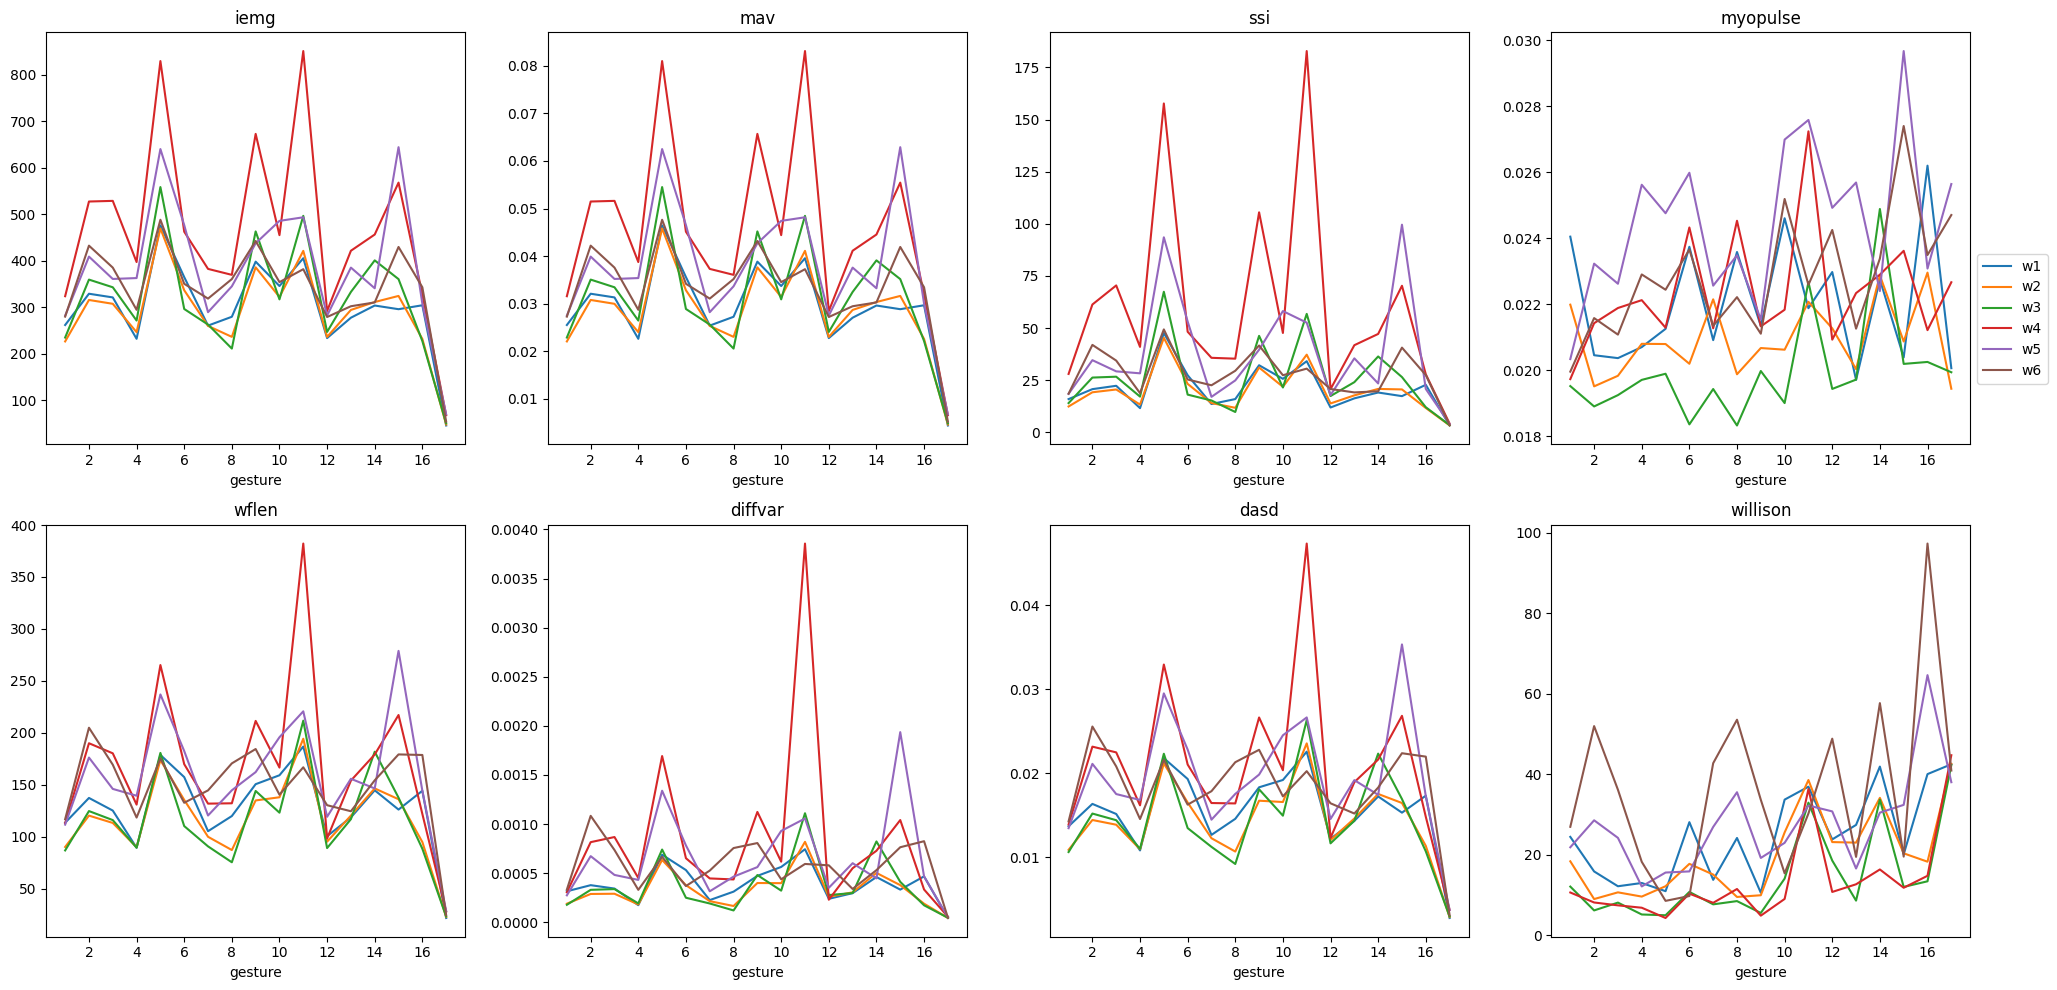 iemg
800
700
600
500
400
300
200
100
2 4 6 8 10 12 14 16
gesture
mav
0.08
0.07
0.06
0.05
0.04
0.03
0.02
0.01
2 4 6 8 10 12 14 16
gesture
ssi
175
150
125
100
75
50
25
0
2 4 6 8 10 12 14 16
gesture
myopulse
0.030
0.028
0.026
0.024
0.022
0.020
0.018
2 4 6 8 10 12 14 16
gesture
w1
w2
w3
w4
w5
w6
wflen
400
350
300
250
200
150
100
50
2 4 6 8 10 12 14 16
gesture
diffvar
0.0040
0.0035
0.0030
0.0025
0.0020
0.0015
0.0010
0.0005
0.0000
2 4 6 8 10 12 14 16
gesture
dasd
0.04
0.03
0.02
0.01
2 4 6 8 10 12 14 16
gesture
willison
100
80
60
40
20
0
2 4 6 8 10 12 14 16
gesture